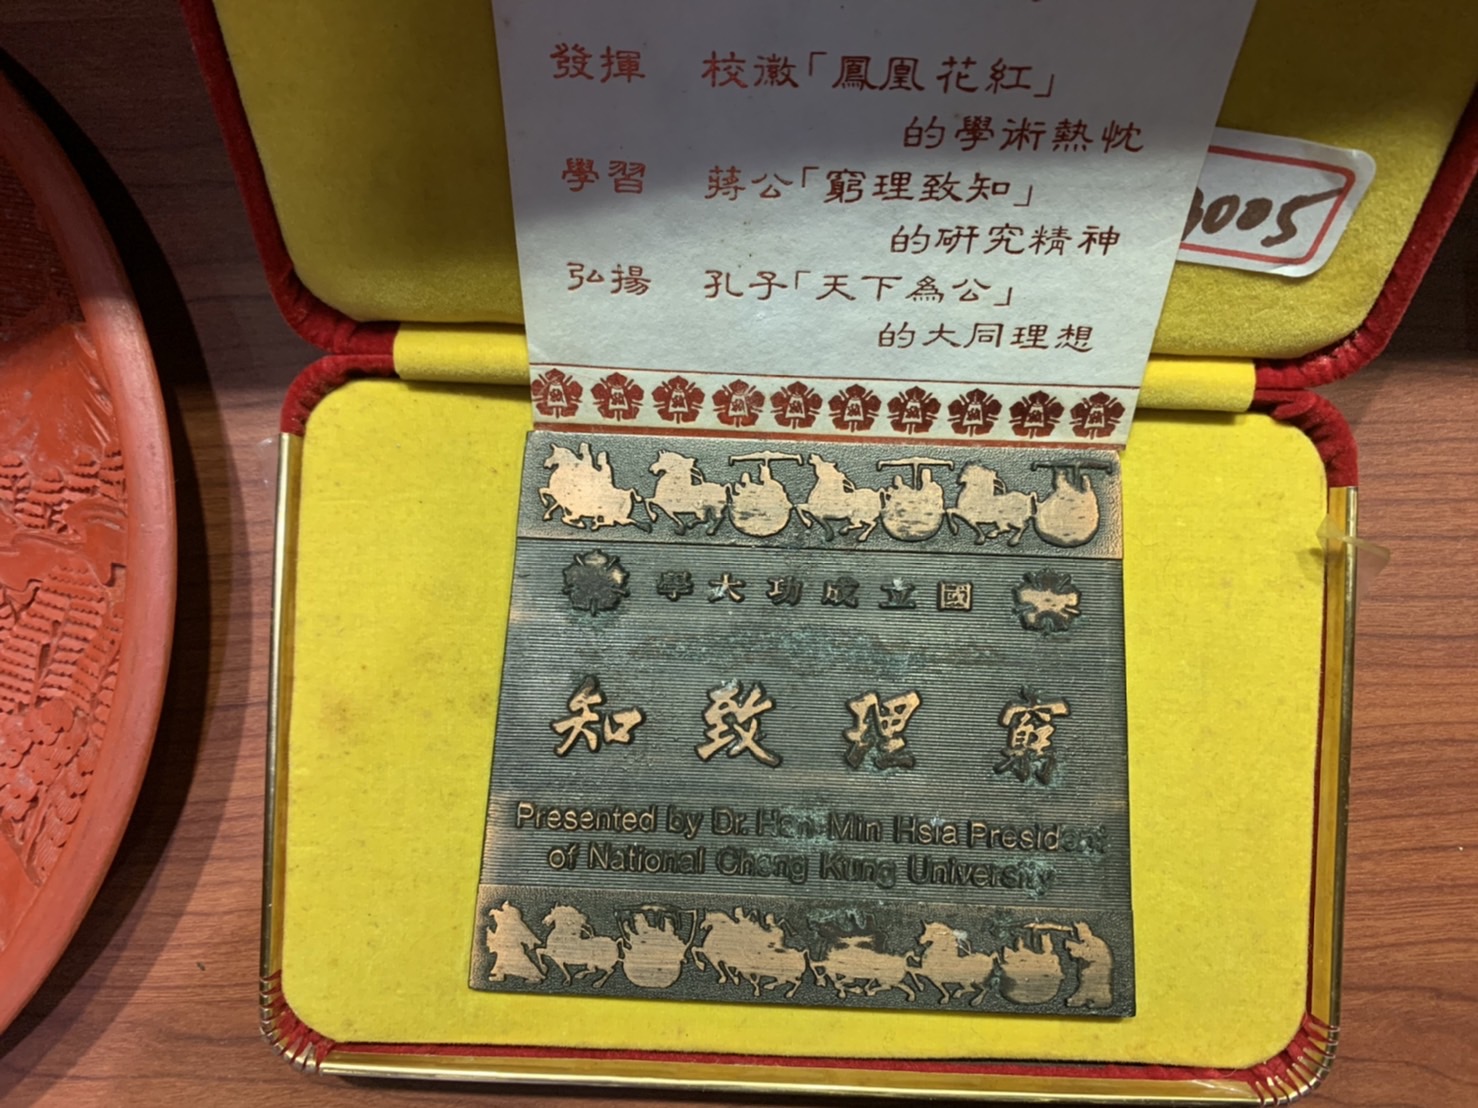 發揮 校徽「鳳凰花紅」
的學術熱忱
學習 蔣公「窮理致知」
的研究精神
弘揚 孔子「天下為公」
的大同理想
3005
國立成功大學
窮理致知
Presented by Dr. Han Min Hsia President
of National Cheng Kung University